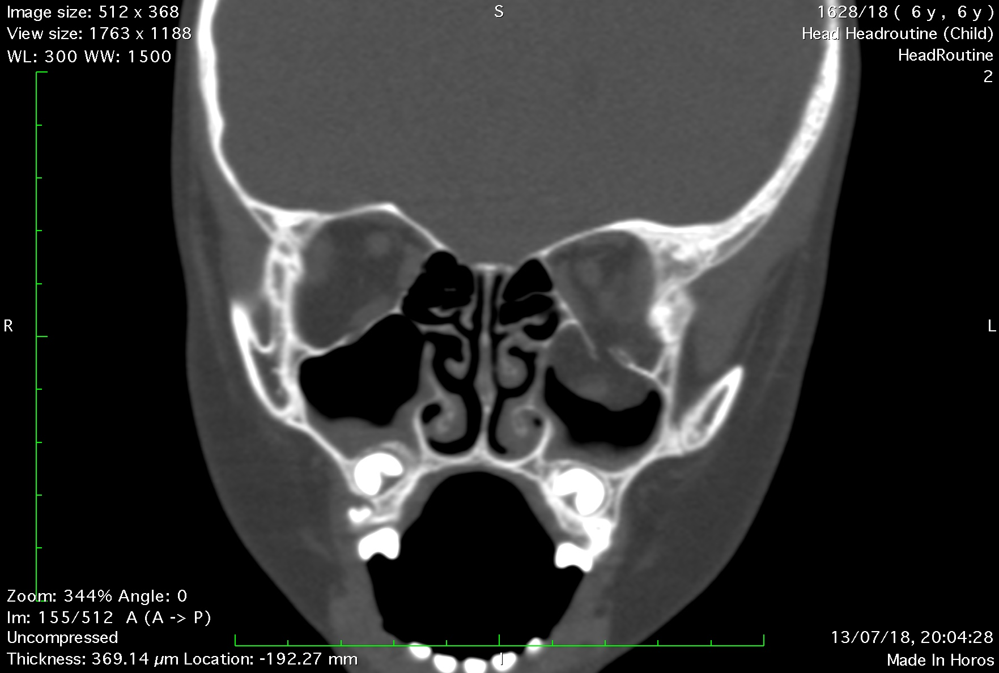 Image size: 512 x 368
View size: 1763 x 1188
WL: 300 WW: 1500
S
1628/18 ( 6 y , 6 y )
Head Headroutine (Child)
HeadRoutine
2
R
L
Zoom: 344% Angle: 0
Im: 155/512 A (A -> P)
Uncompressed
Thickness: 369.14 µm Location: -192.27 mm
I
13/07/18, 20:04:28
Made In Horos